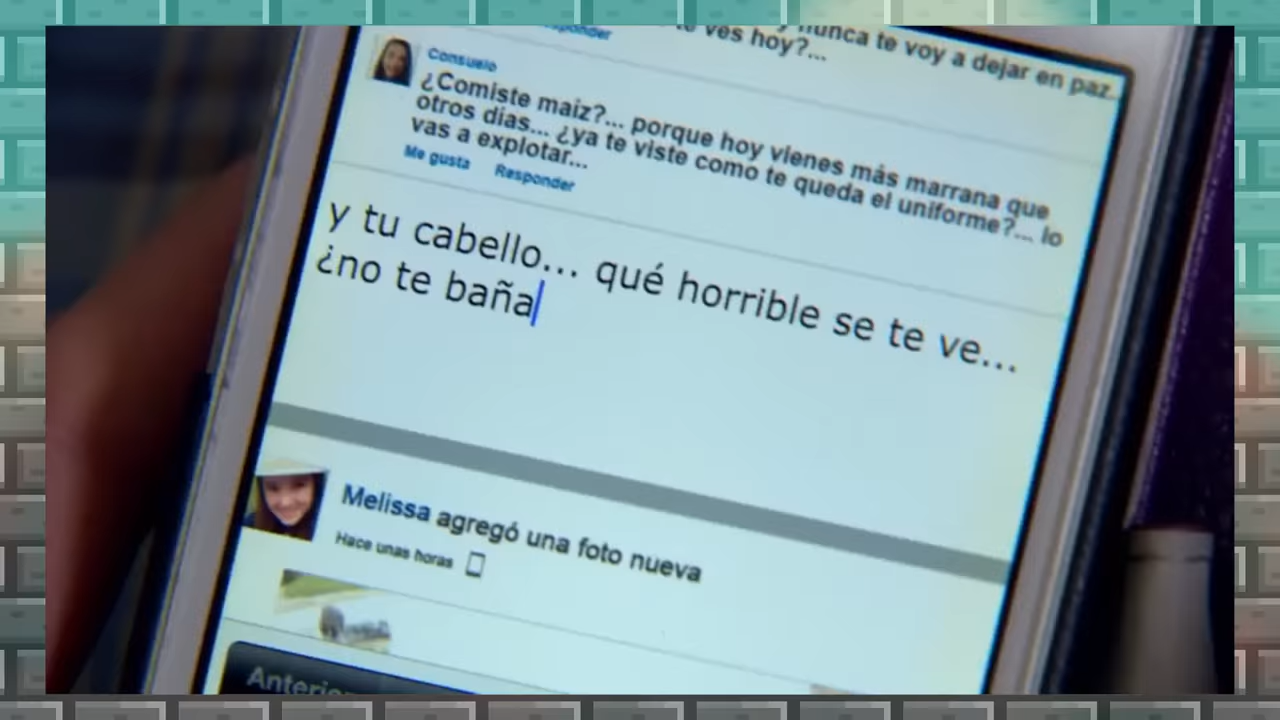 nunca te voy a dejar en paz.
te ves hoy?...
Consuelo
¿Comiste maiz?... porque hoy vienes más marrana que
otros dias... ¿ya te viste como te queda el uniforme?... lo
vas a explotar...
Me gusta Responder
y tu cabello... qué horrible se te ve...
¿no te baña
Melissa agregó una foto nueva
Hace unas horas